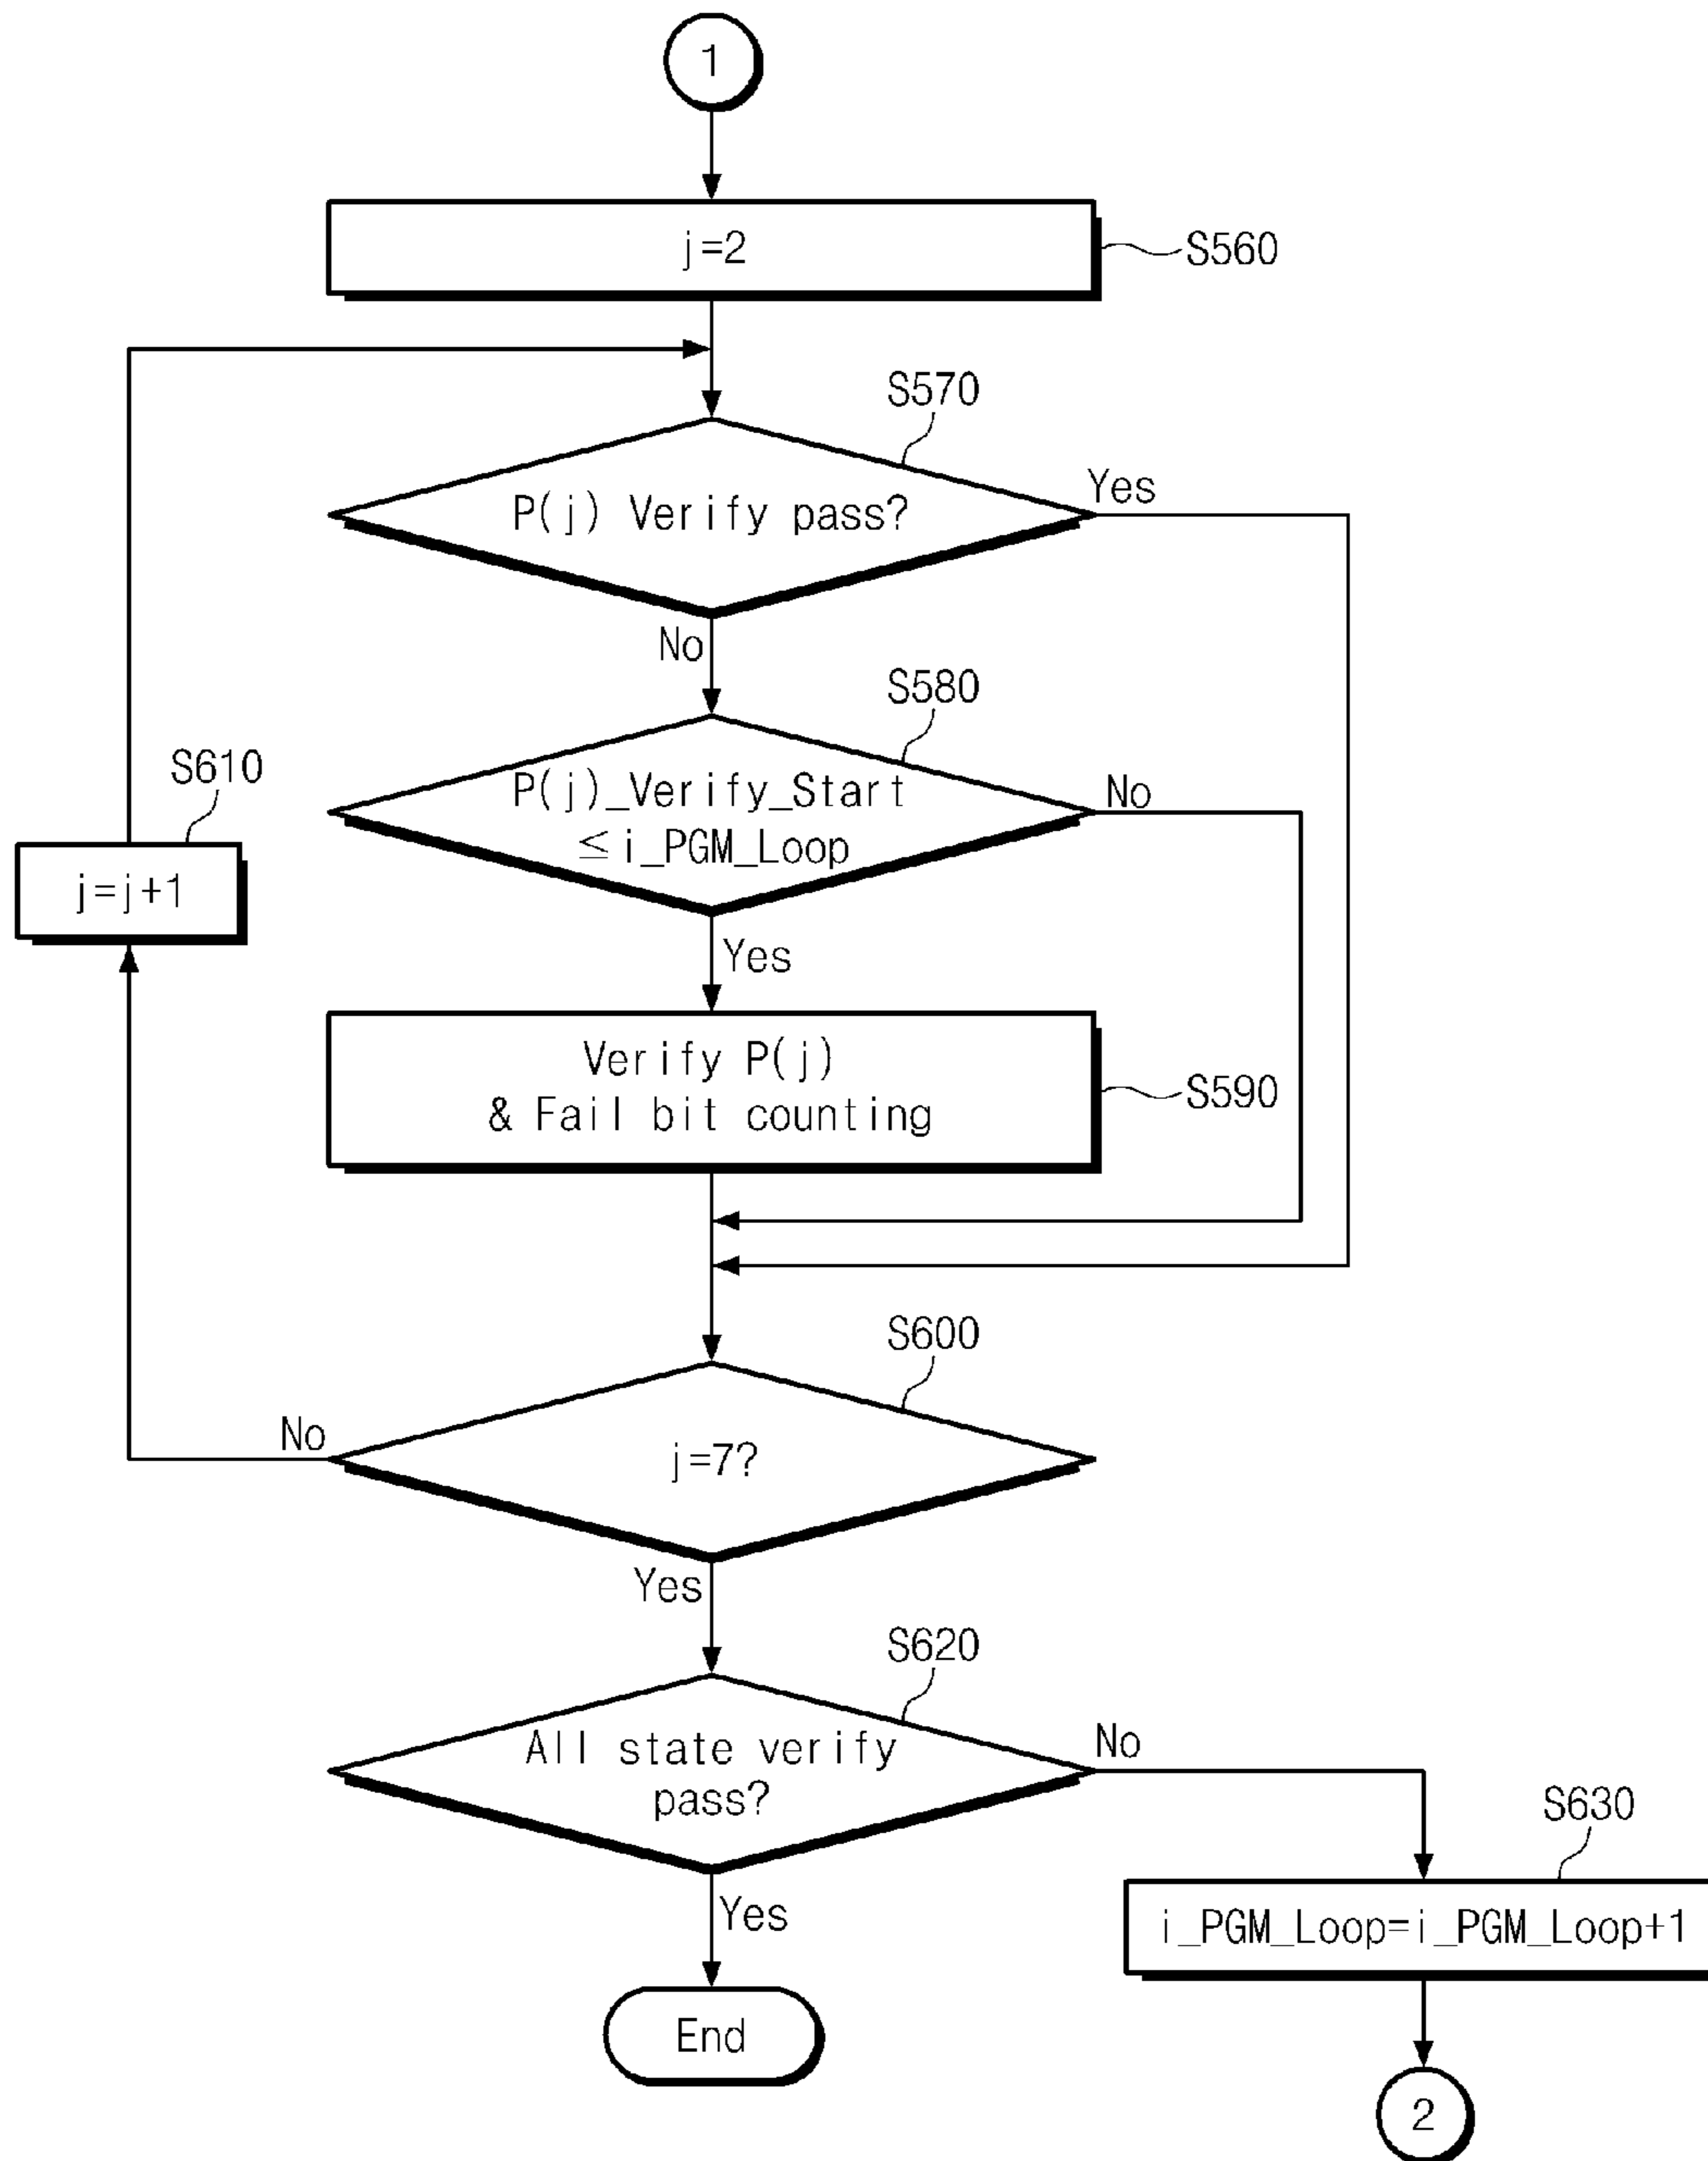 1
j=2
S560
S570
P(j) Verify pass?
Yes
No
S580
P(j)_Verify_Start
≤ i_PGM_Loop
No
S610
j=j+1
Yes
Verify P(j)
& Fail bit counting
S590
S600
No
j=7?
Yes
S620
All state verify
pass?
No
S630
Yes
i_PGM_Loop=i_PGM_Loop+1
End
2